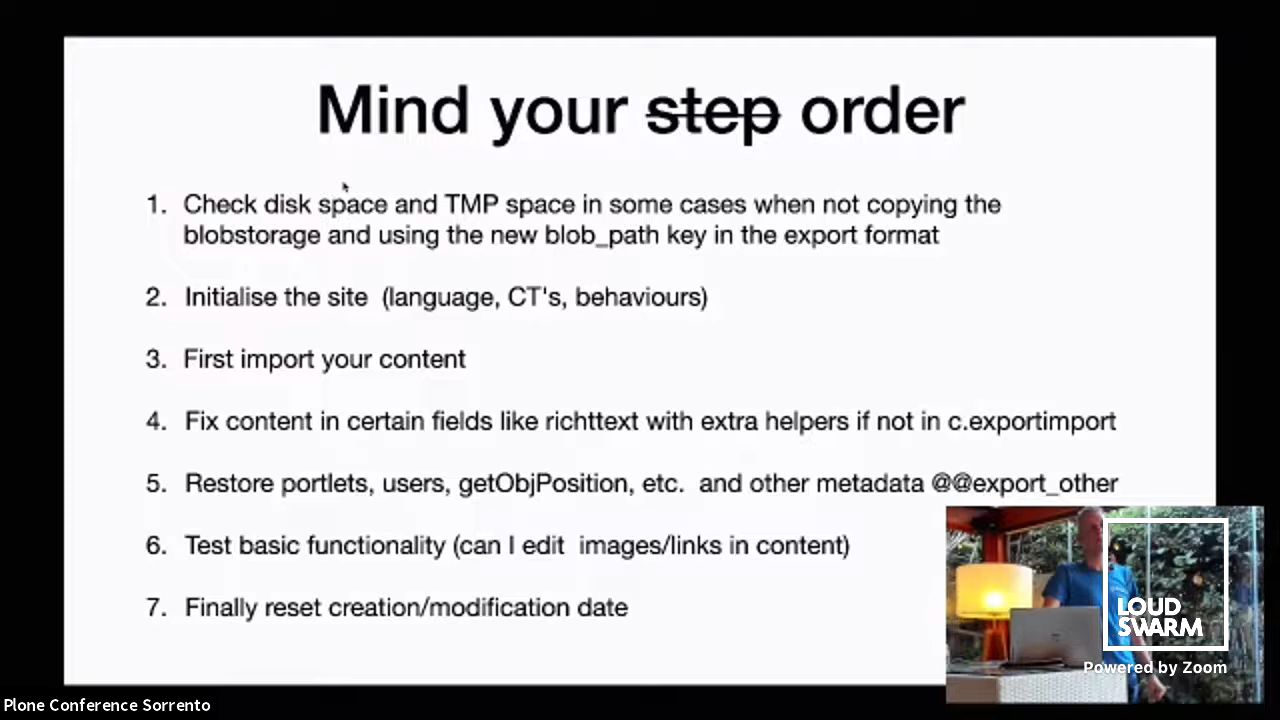 Mind your step order
1. Check disk space and TMP space in some cases when not copying the
blobstorage and using the new blob_path key in the export format
2. Initialise the site (language, CT's, behaviours)
3. First import your content
4. Fix content in certain fields like richttext with extra helpers if not in c.exportimport
5. Restore portlets, users, getObjPosition, etc. and other metadata @@export_other
6. Test basic functionality (can I edit images/links in content)
7. Finally reset creation/modification date
LOUD
SWARM
Powered by Zoom
Plone Conference Sorrento